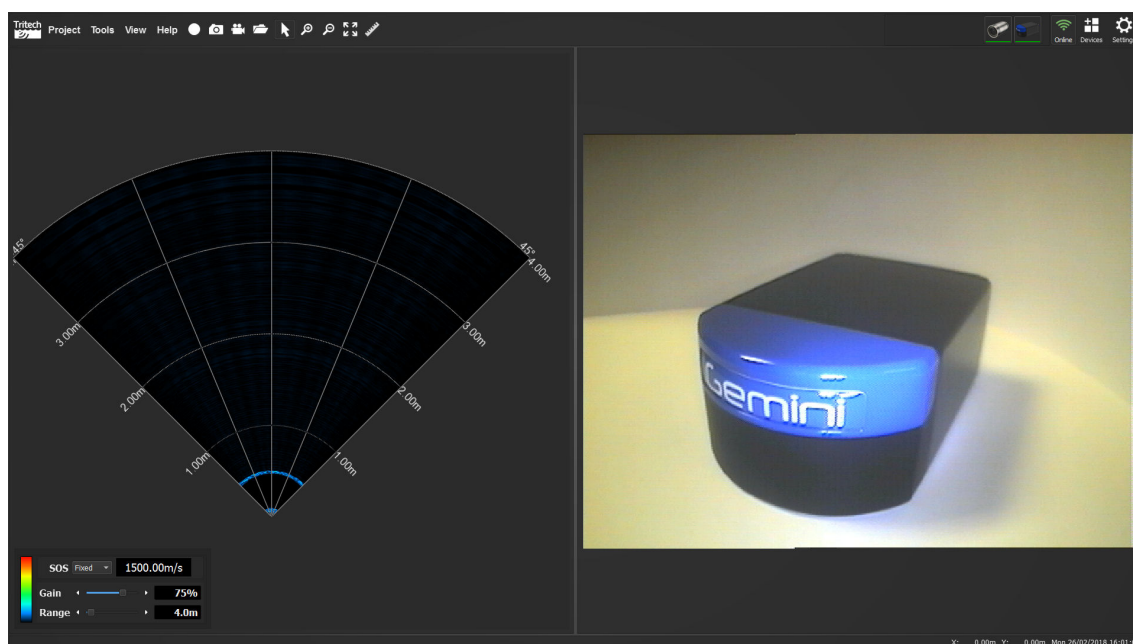 Tritech Project Tools View Help Online Devices Setting
45° 45°
4.00m
3.00m 3.00m
2.00m 2.00m
1.00m 1.00m
Gemini
SOS Fixed 1500.00m/s
Gain 75%
Range 4.0m
X: 0.00m Y: 0.00m Mon 26/02/2018 16:01: